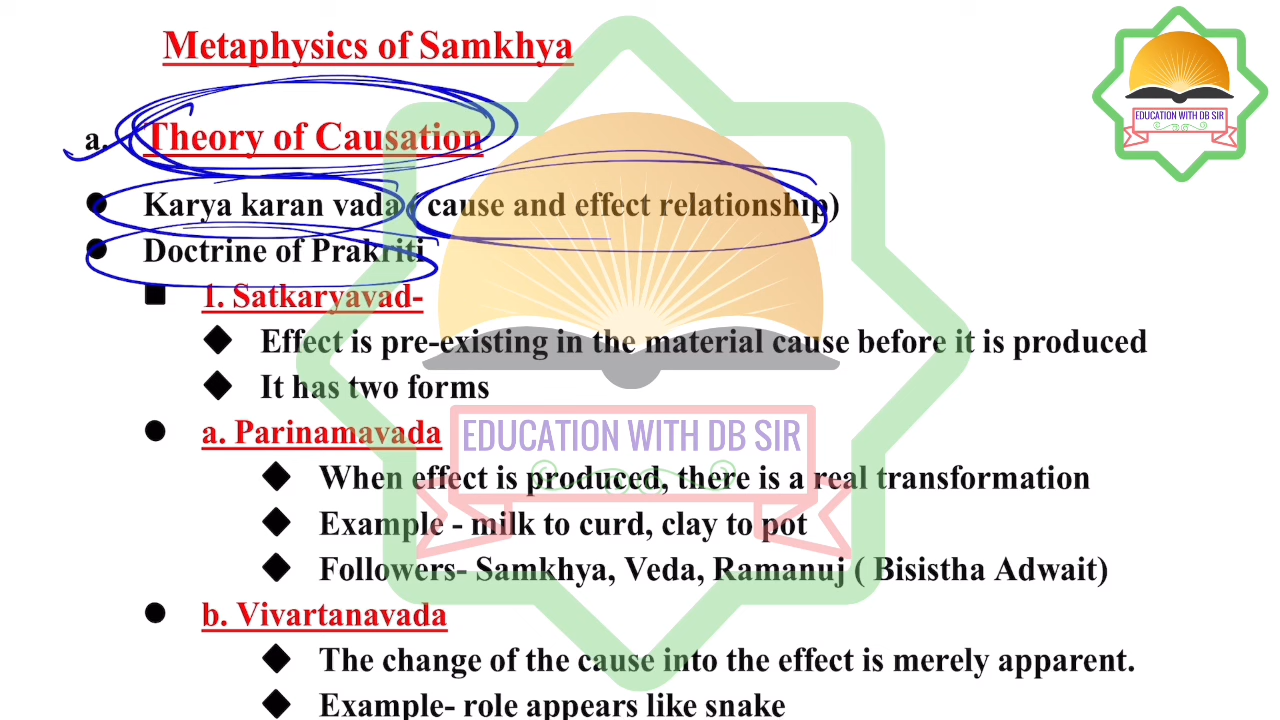 Metaphysics of Samkhya
EDUCATION WITH DB SIR
a. Theory of Causation
Karya karan vada ( cause and effect relationship)
Doctrine of Prakriti
1. Satkaryavad-
Effect is pre-existing in the material cause before it is produced
It has two forms
a. Parinamavada
EDUCATION WITH DB SIR
When effect is produced, there is a real transformation
Example - milk to curd, clay to pot
Followers- Samkhya, Veda, Ramanuj ( Bisistha Adwait)
b. Vivartanavada
The change of the cause into the effect is merely apparent.
Example- role appears like snake